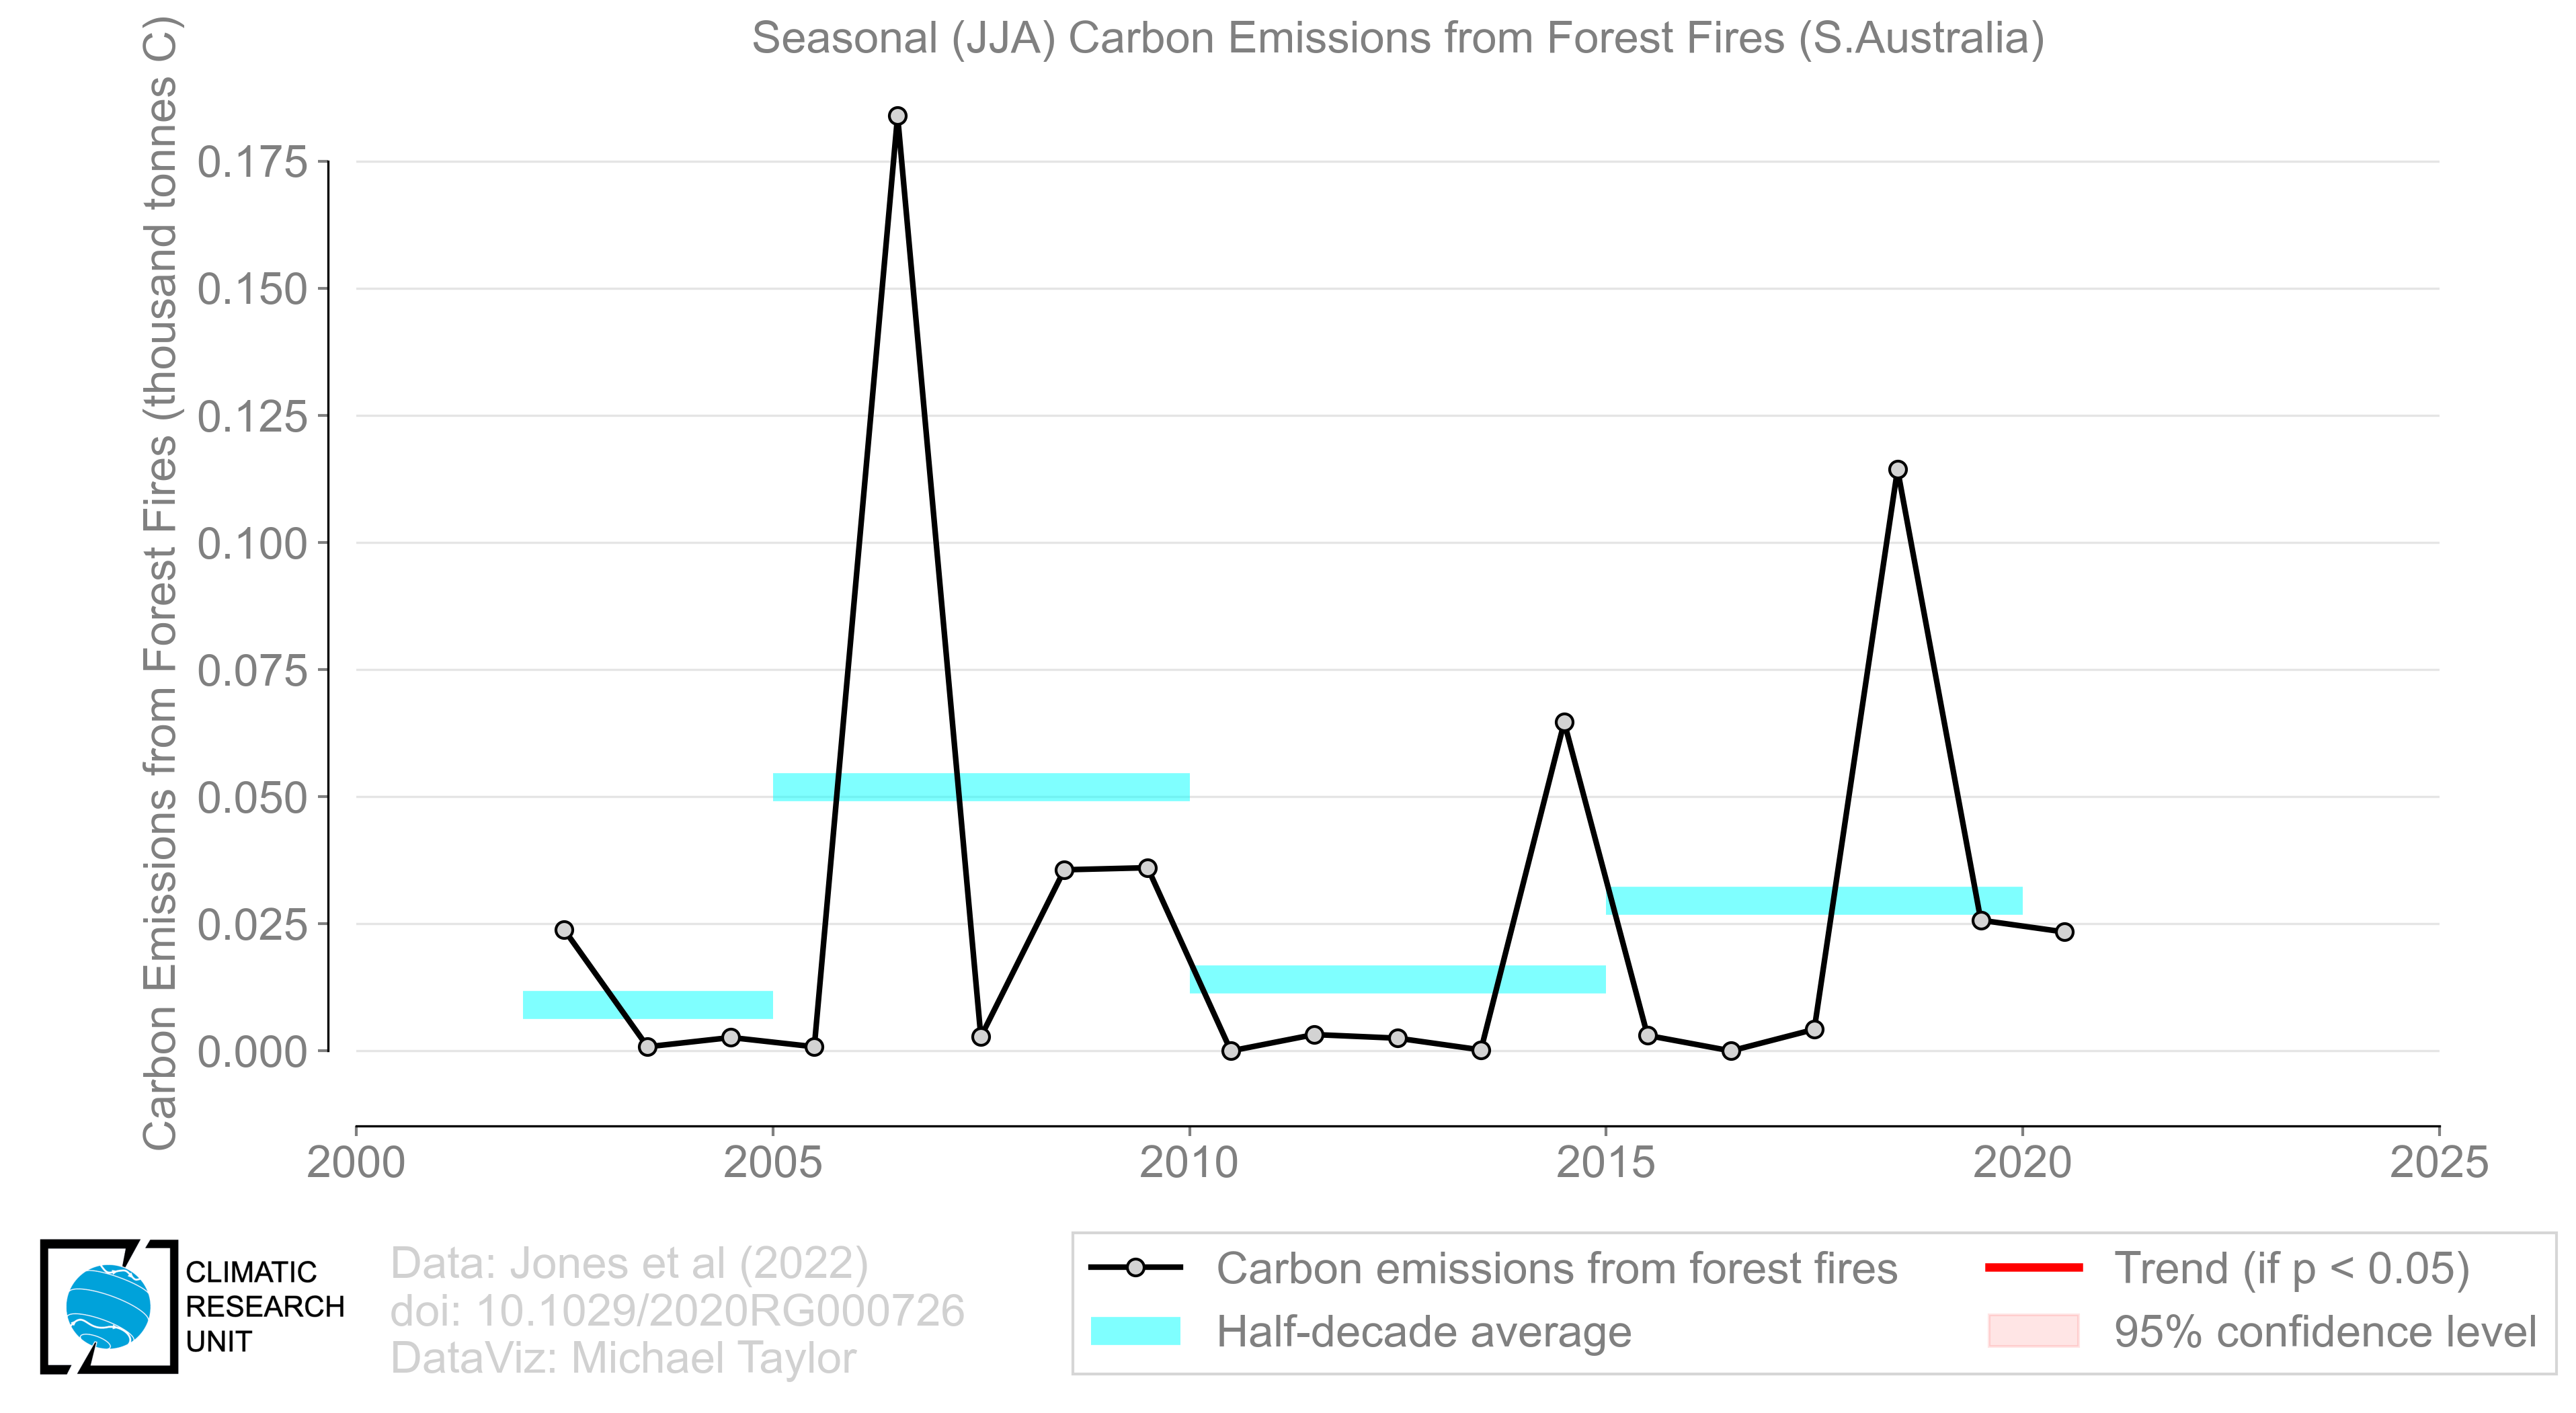 Seasonal (JJA) Carbon Emissions from Forest Fires (S.Australia)
Carbon Emissions from Forest Fires (thousand tonnes C)
0.175
0.150
0.125
0.100
0.075
0.050
0.025
0.000
2000
2005
2010
2015
2020
2025
CLIMATIC
RESEARCH
UNIT
Data: Jones et al (2022)
doi: 10.1029/2020RG000726
DataViz: Michael Taylor
Carbon emissions from forest fires
Half-decade average
Trend (if p < 0.05)
95% confidence level